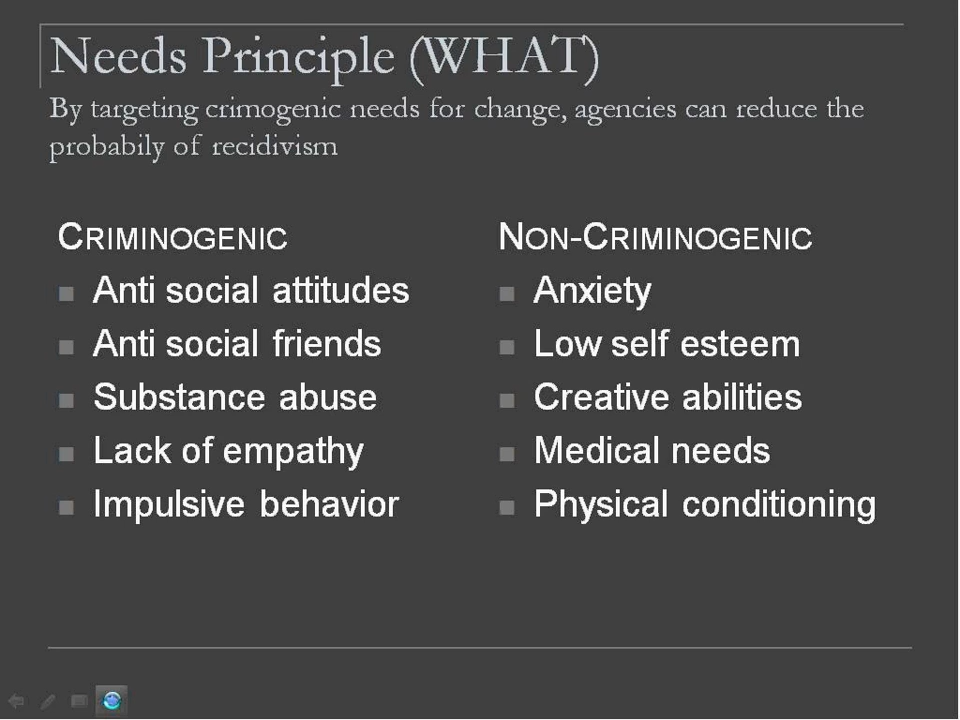 Needs Principle (WHAT)
By targeting crimogenic needs for change, agencies can reduce the
probabily of recidivism
CRIMINOGENIC
Anti social attitudes
Anti social friends
Substance abuse
Lack of empathy
Impulsive behavior
NON-CRIMINOGENIC
Anxiety
Low self esteem
Creative abilities
Medical needs
Physical conditioning